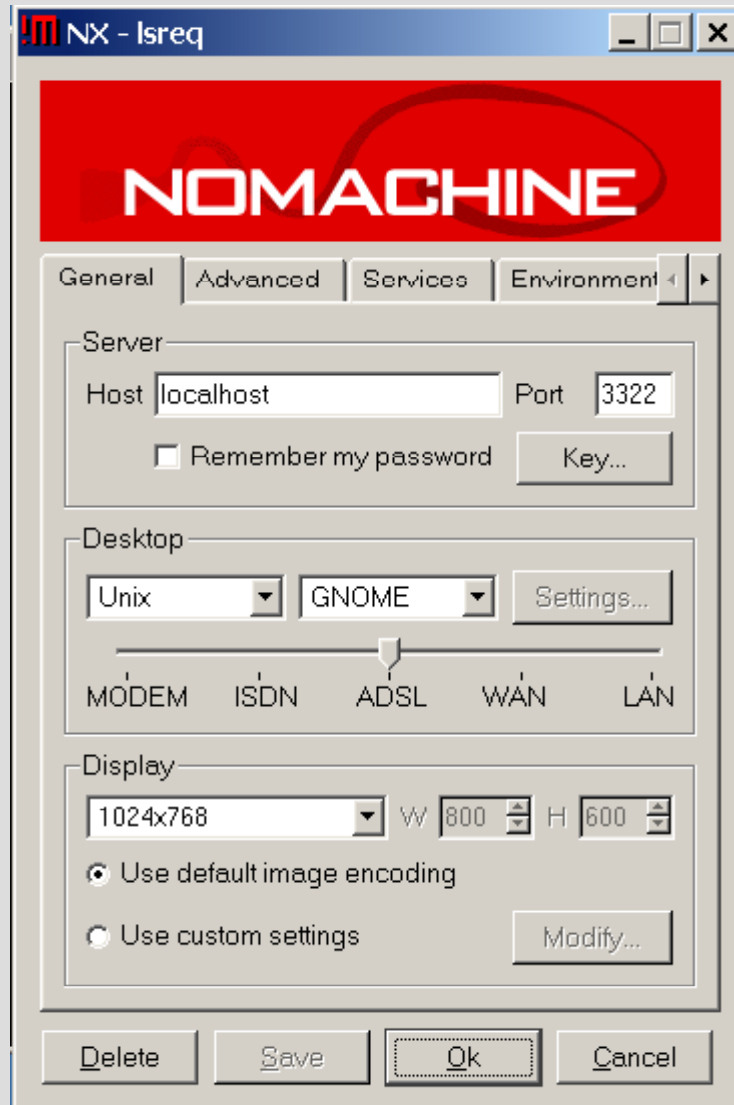 !M NX - lsreq
NOMACHINE
General Advanced Services Environment
Server
Host localhost Port 3322
Remember my password Key...
Desktop
Unix GNOME Settings...
MODEM ISDN ADSL WAN LAN
Display
1024x768 W 800 H 600
Use default image encoding
Use custom settings Modify...
Delete Save Ok Cancel